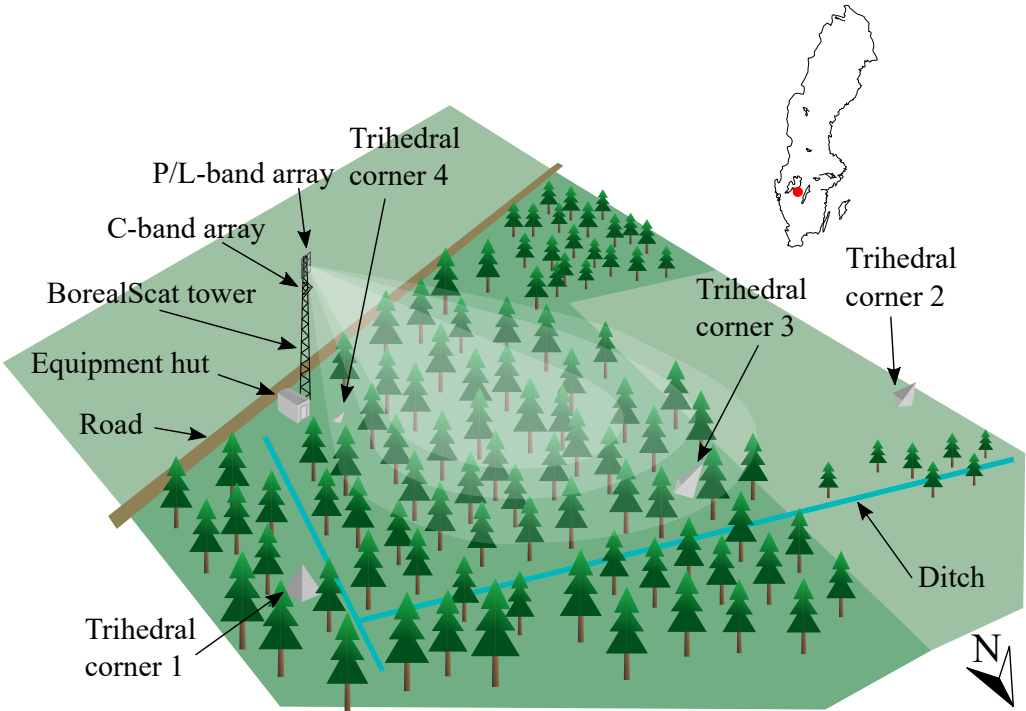 Trihedral
corner 4
P/L-band array
C-band array
BorealScat tower
Equipment hut
Road
Trihedral
corner 3
Trihedral
corner 2
Ditch
Trihedral
corner 1
N